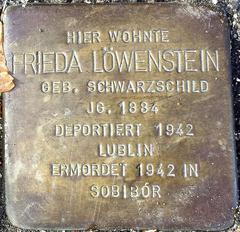 HIER WOHNTE
FRIEDA LÖWENSTEIN
GEB. SCHWARZSCHILD
JG. 1884
DEPORTIERT 1942
LUBLIN
ERMORDET 1942 IN
SOBIBÓR